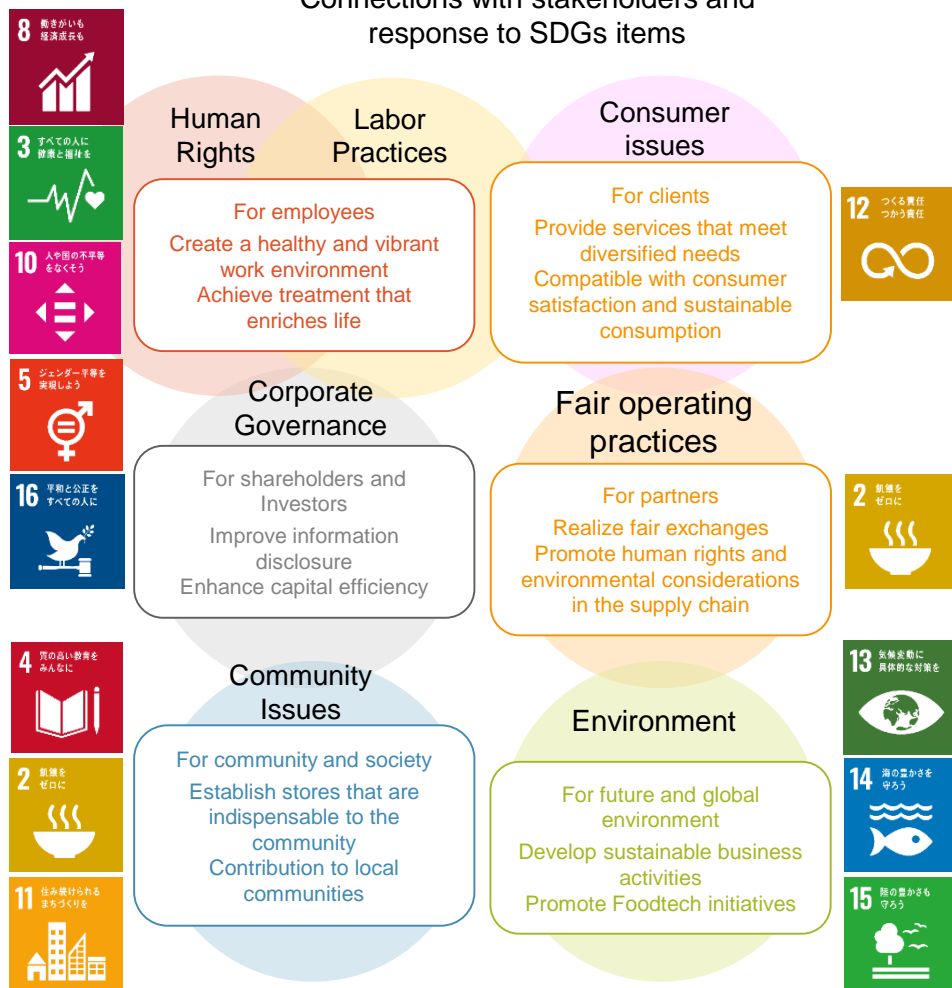 Connections with stakeholders and
response to SDGs items
8 働きがいも
経済成長も
3 すべての人に
健康と福祉を
10 人や国の不平等
をなくそう
5 ジェンダー平等を
実現しよう
16 平和と公正を
すべての人に
4 質の高い教育を
みんなに
2 飢餓を
ゼロに
11 住み続けられる
まちづくりを
Human
Rights
Labor
Practices
For employees
Create a healthy and vibrant
work environment
Achieve treatment that
enriches life
Consumer
issues
For clients
Provide services that meet
diversified needs
Compatible with consumer
satisfaction and sustainable
consumption
12 つくる責任
つかう責任
Corporate
Governance
For shareholders and
Investors
Improve information
disclosure
Enhance capital efficiency
Fair operating
practices
For partners
Realize fair exchanges
Promote human rights and
environmental considerations
in the supply chain
2 飢餓を
ゼロに
Community
Issues
For community and society
Establish stores that are
indispensable to the
community
Contribution to local
communities
Environment
For future and global
environment
Develop sustainable business
activities
Promote Foodtech initiatives
13 気候変動に
具体的な対策を
14 海の豊かさを
守ろう
15 陸の豊かさも
守ろう